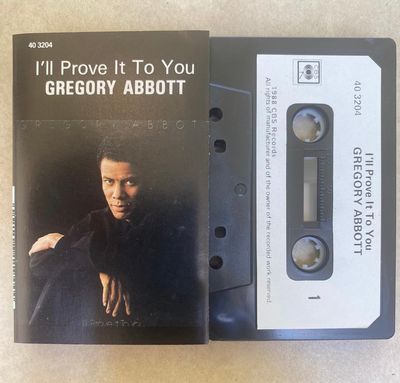 40 3204
I'll Prove It To You
GREGORY ABBOTT
GREGORY ABBOTT
CBS
1988 CBS Records
All rights of manufacturer and of the owner of the recorded work reserved.
40 3204
I'll Prove It To You
GREGORY ABBOTT
1